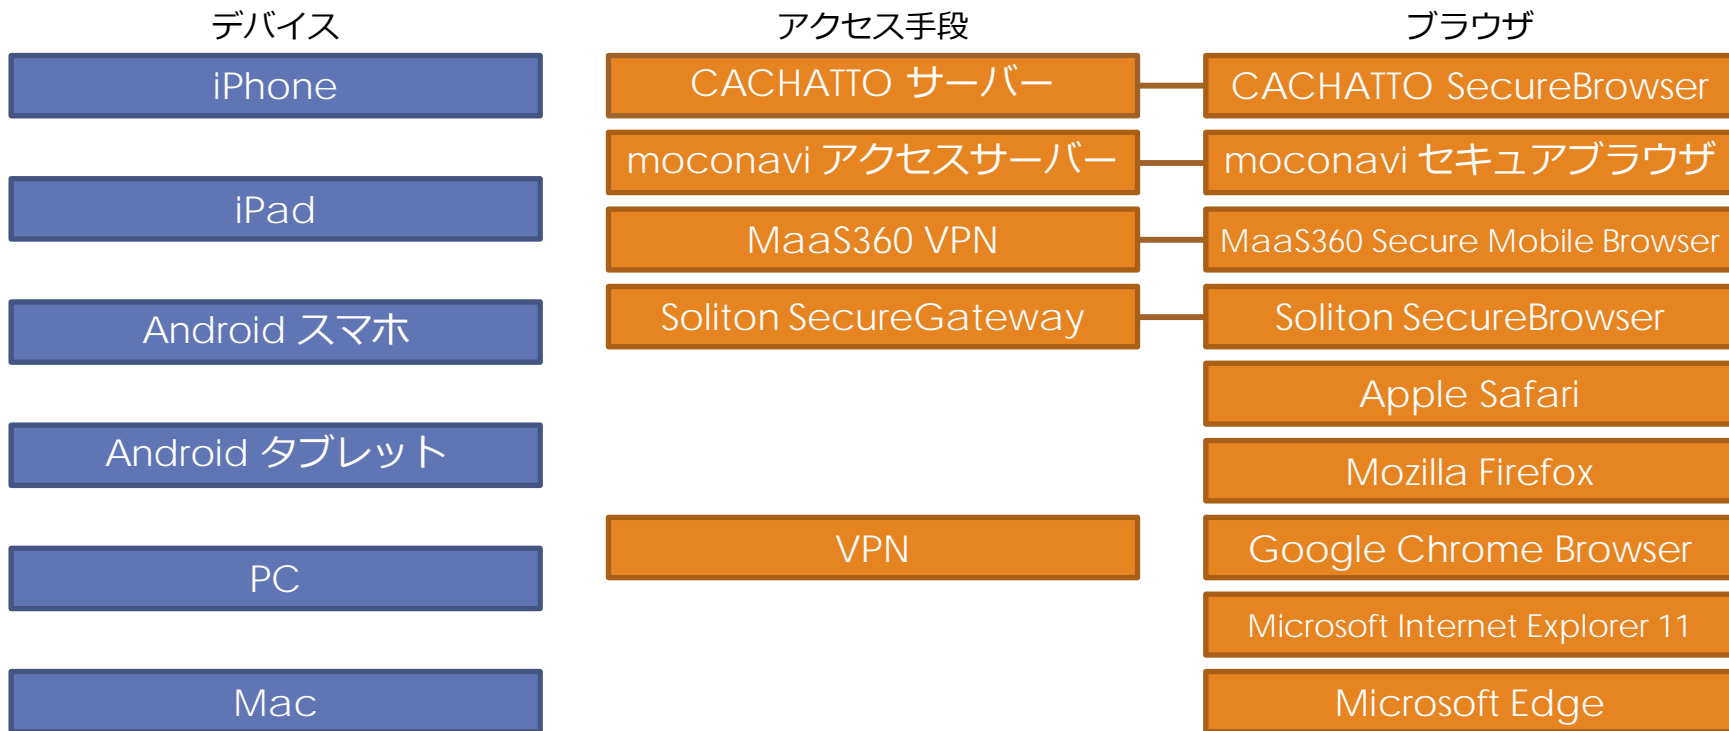 デバイス
iPhone
iPad
Android スマホ
Android タブレット
PC
Mac
アクセス手段
CACHATTO サーバー
moconavi アクセスサーバー
MaaS360 VPN
Soliton SecureGateway
VPN
ブラウザ
CACHATTO SecureBrowser
moconavi セキュアブラウザ
MaaS360 Secure Mobile Browser
Soliton SecureBrowser
Apple Safari
Mozilla Firefox
Google Chrome Browser
Microsoft Internet Explorer 11
Microsoft Edge